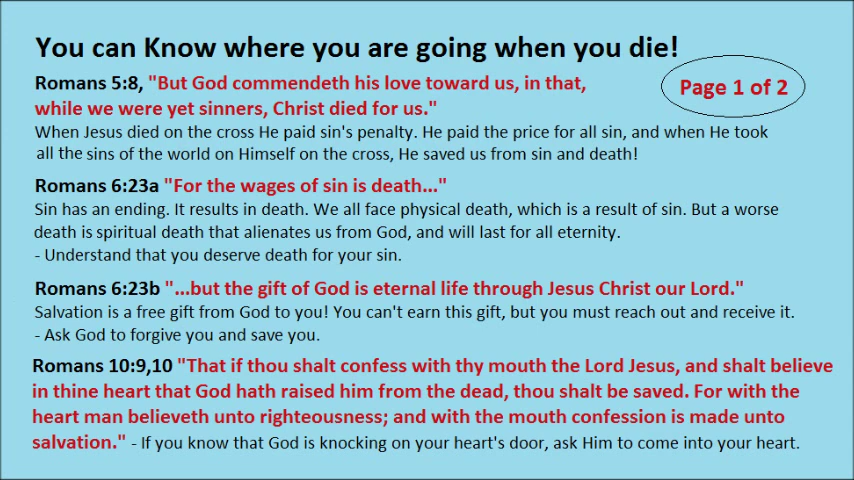 You can Know where you are going when you die!
Romans 5:8, "But God commendeth his love toward us, in that,
Page 1 of 2
while we were yet sinners, Christ died for us."
When Jesus died on the cross He paid sin's penalty. He paid the price for all sin, and when He took
all the sins of the world on Himself on the cross, He saved us from sin and death!
Romans 6:23a "For the wages of sin is death..."
Sin has an ending. It results in death. We all face physical death, which is a result of sin. But a worse
death is spiritual death that alienates us from God, and will last for all eternity.
- Understand that you deserve death for your sin.
Romans 6:23b "...but the gift of God is eternal life through Jesus Christ our Lord."
Salvation is a free gift from God to you! You can't earn this gift, but you must reach out and receive it.
- Ask God to forgive you and save you.
Romans 10:9,10 "That if thou shalt confess with thy mouth the Lord Jesus, and shalt believe
in thine heart that God hath raised him from the dead, thou shalt be saved. For with the
heart man believeth unto righteousness; and with the mouth confession is made unto
salvation." - If you know that God is knocking on your heart's door, ask Him to come into your heart.